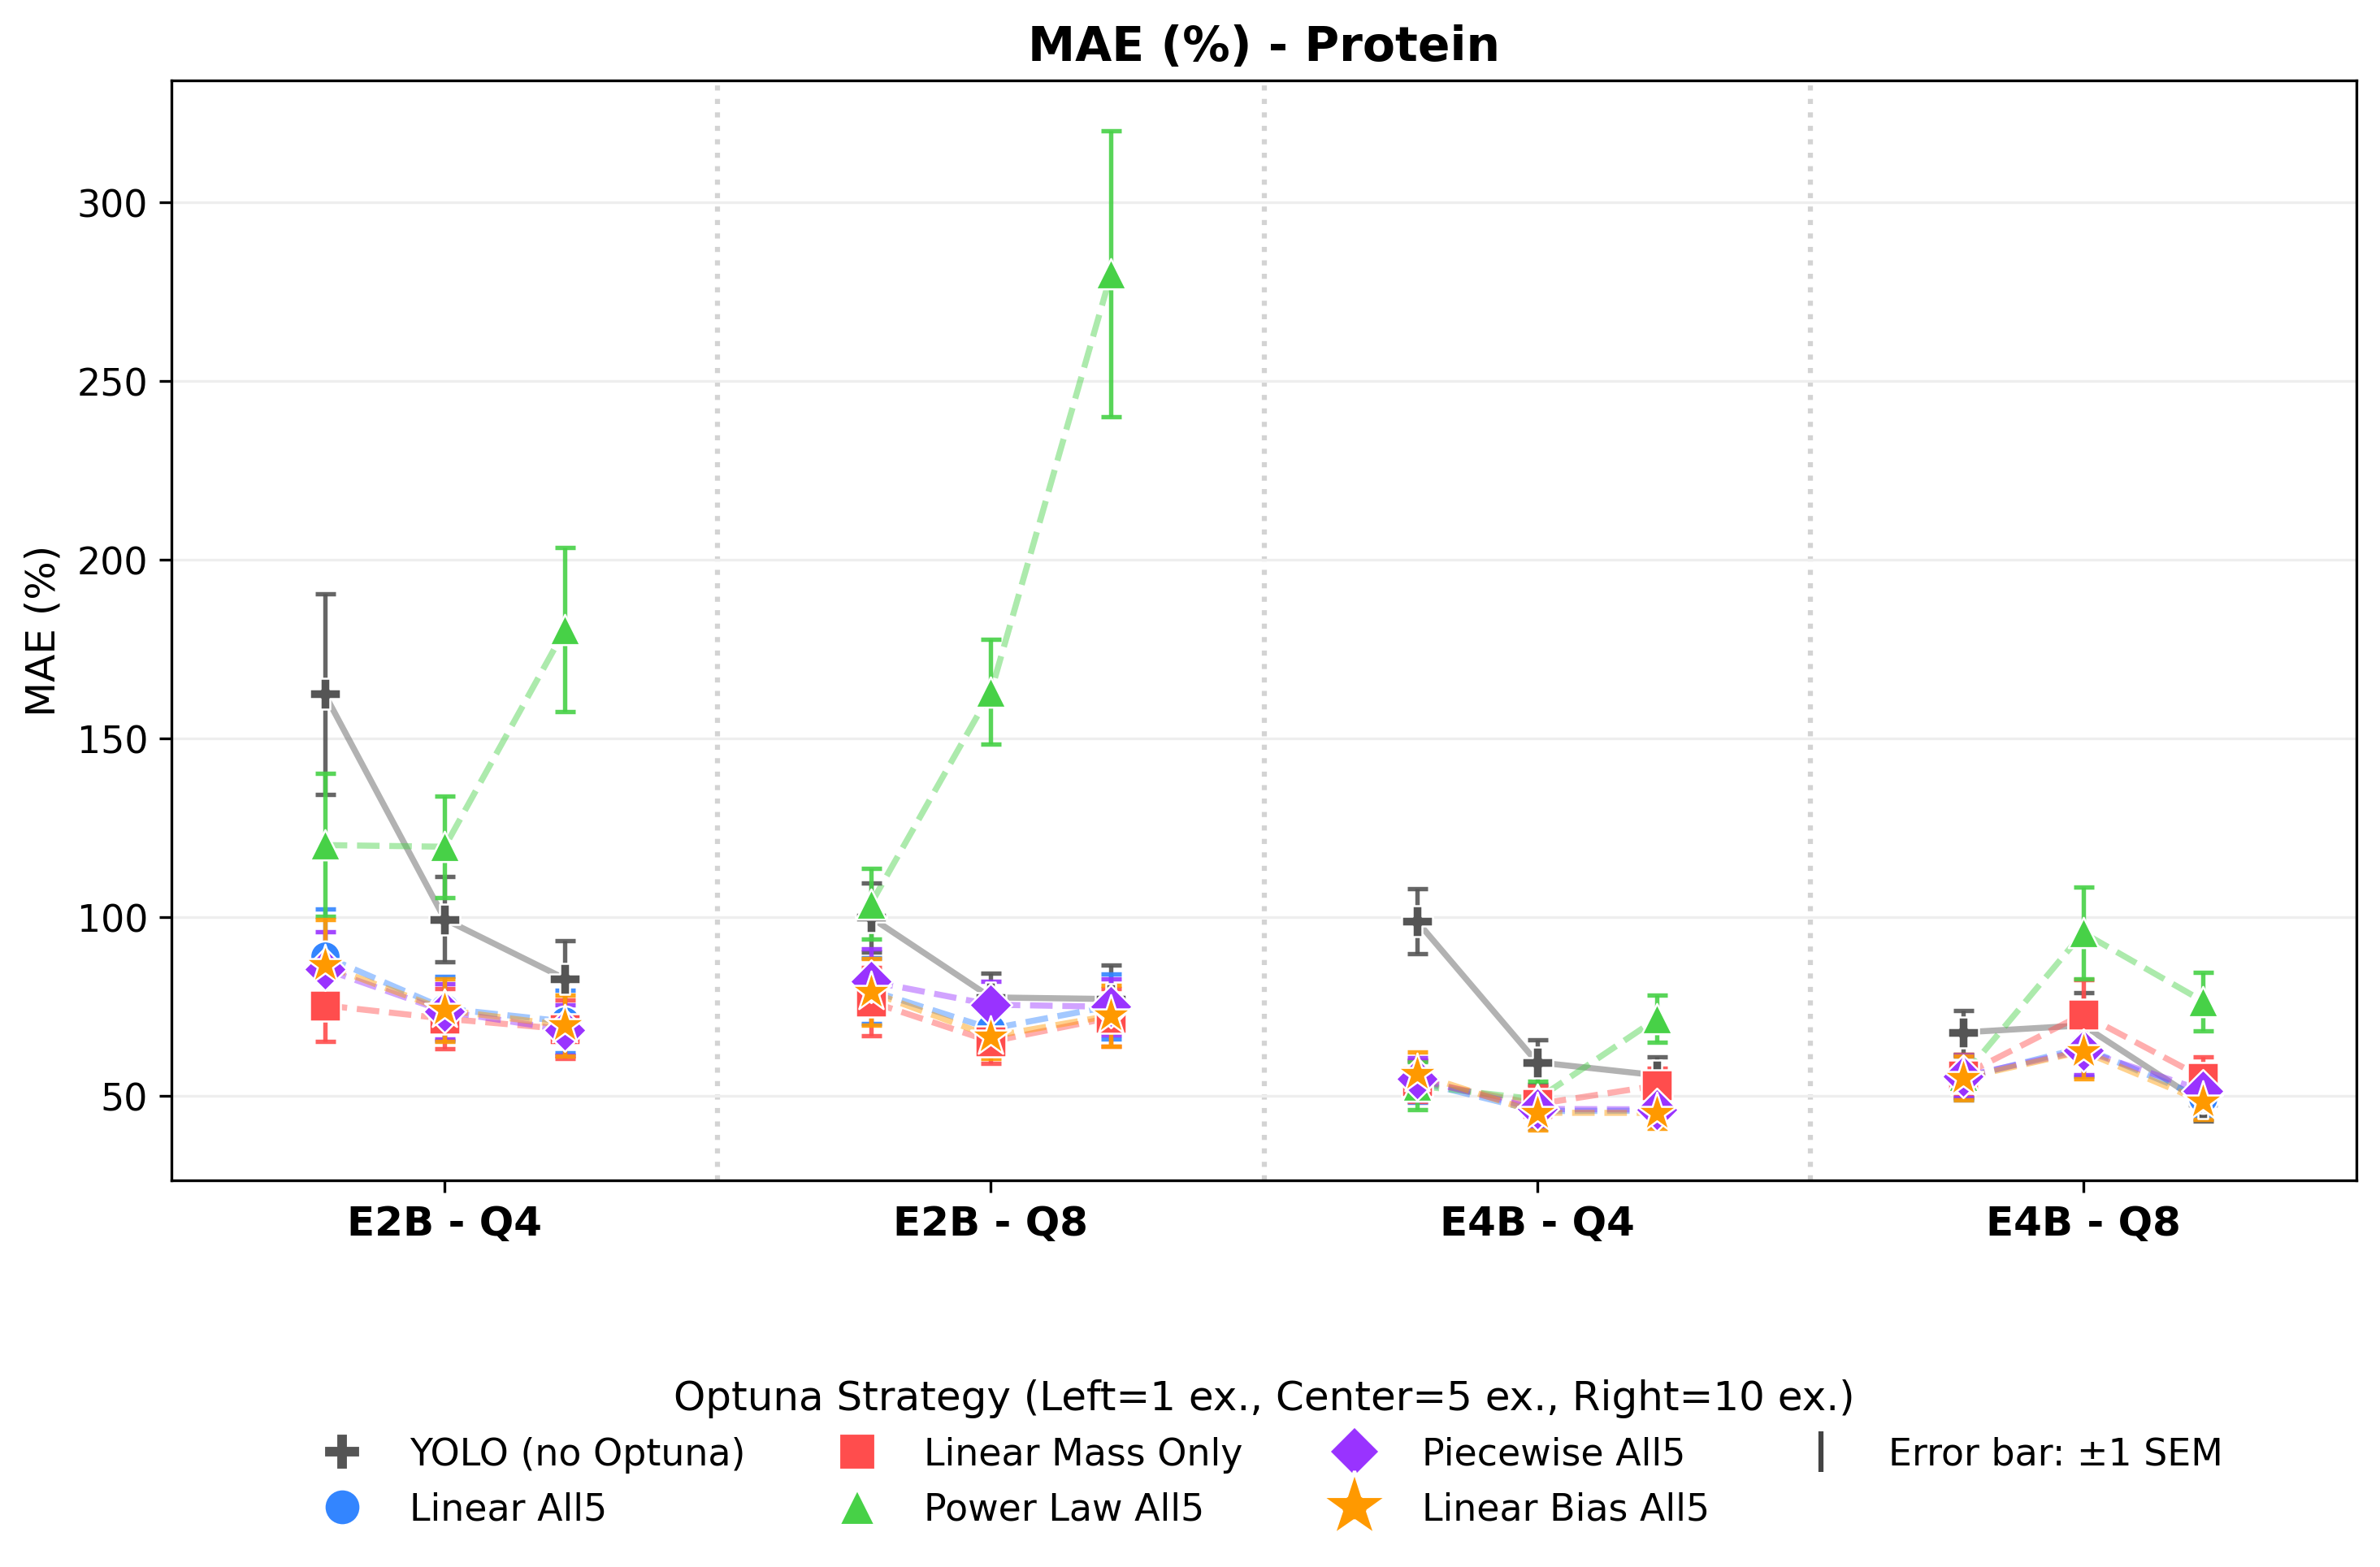 MAE (%) - Protein
MAE (%)
300
250
200
150
100
50
E2B - Q4
E2B - Q8
E4B - Q4
E4B - Q8
Optuna Strategy (Left=1 ex., Center=5 ex., Right=10 ex.)
YOLO (no Optuna)
Linear Mass Only
Piecewise All5
Error bar: ±1 SEM
Linear All5
Power Law All5
Linear Bias All5